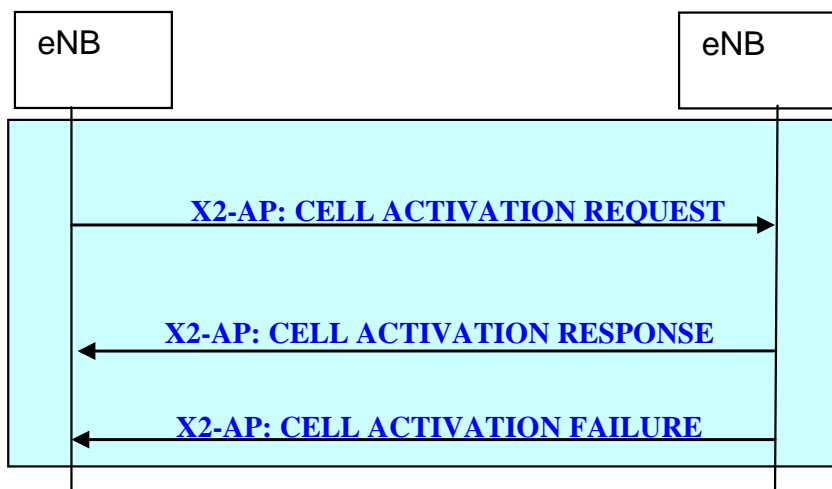 eNB
eNB
X2-AP: CELL ACTIVATION REQUEST
X2-AP: CELL ACTIVATION RESPONSE
X2-AP: CELL ACTIVATION FAILURE